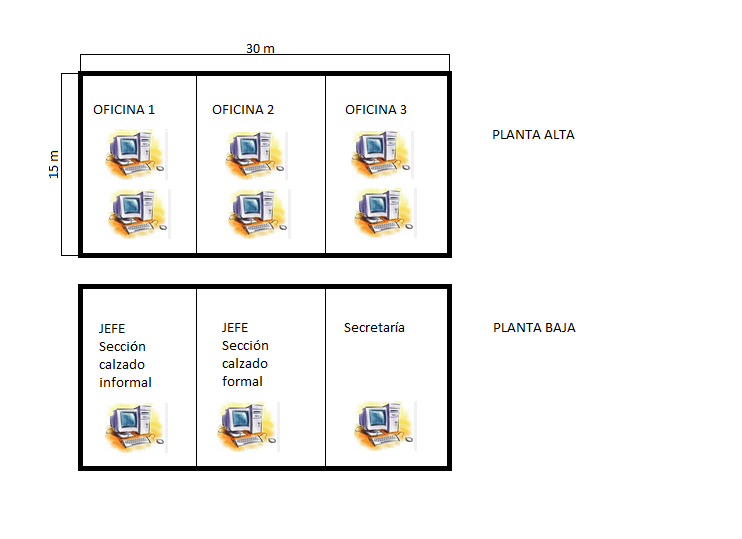 30 m
15 m
OFICINA 1
OFICINA 2
OFICINA 3
PLANTA ALTA
JEFE
Sección
calzado
informal
JEFE
Sección
calzado
formal
Secretaría
PLANTA BAJA